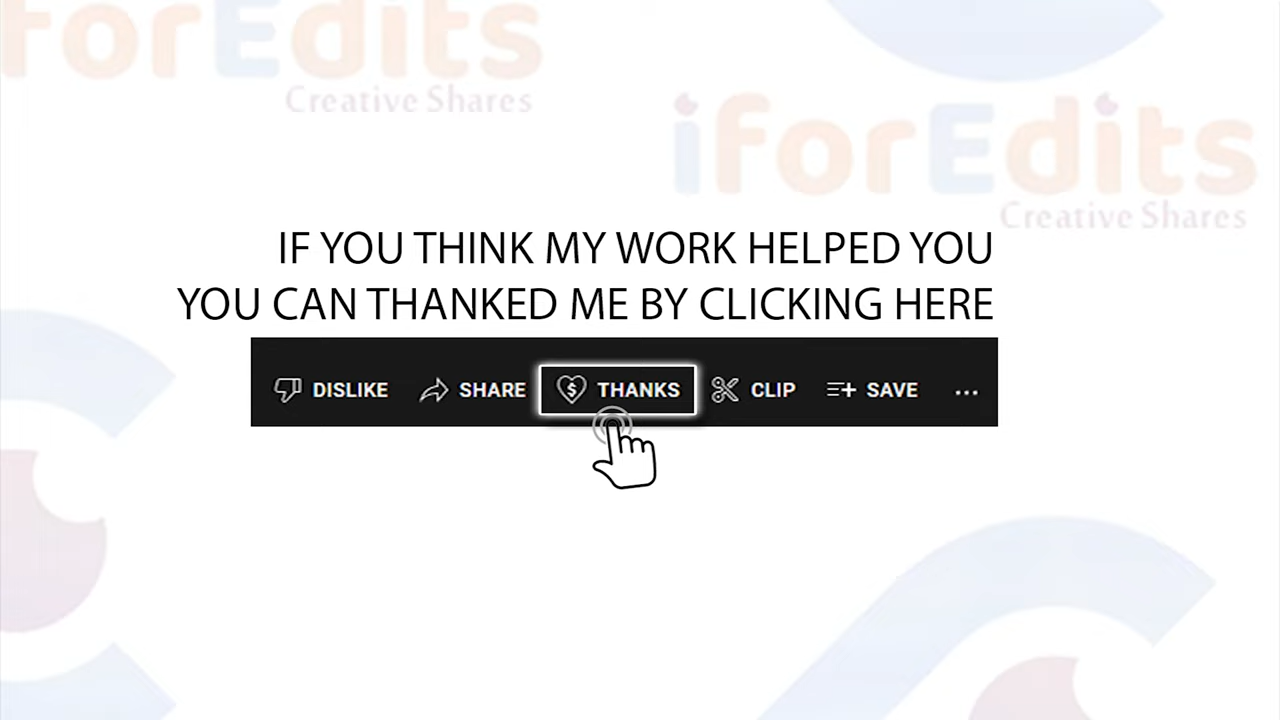 iforEdits
Creative Shares
iforEdits
Creative Shares
IF YOU THINK MY WORK HELPED YOU
YOU CAN THANKED ME BY CLICKING HERE
DISLIKE SHARE $ THANKS CLIP SAVE ...